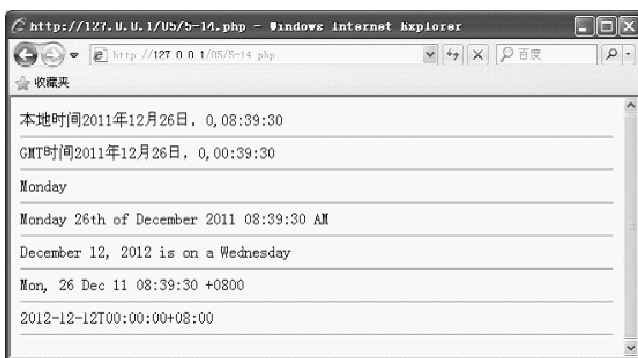 http://127.0.0.1/05/5-14.php - Windows Internet Explorer
http://127.0.0.1/05/5-14.php
百度
收藏夹
本地时间2011年12月26日，0,08:39:30
GMT时间2011年12月26日，0,00:39:30
Monday
Monday 26th of December 2011 08:39:30 AM
December 12, 2012 is on a Wednesday
Mon, 26 Dec 11 08:39:30 +0800
2012-12-12T00:00:00+08:00